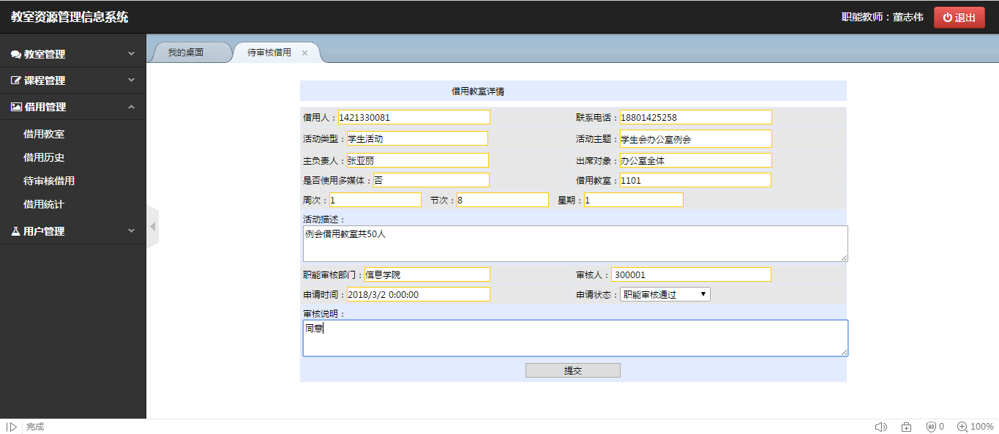 教室资源管理信息系统
职能教师：董志伟
退出
教室管理
课程管理
借用管理
借用教室
借用历史
待审核借用
借用统计
用户管理
我的桌面
待审核借用
借用教室详情
借用人：1421330081
联系电话：18801425258
活动类型：学生活动
活动主题：学生会办公室例会
主负责人：张亚丽
出席对象：办公室全体
是否使用多媒体：否
借用教室：1101
周次：1
节次：8
星期：1
活动描述：
例会借用教室共50人
职能审核部门：信息学院
审核人：300001
申请时间：2018/3/2 0:00:00
申请状态：职能审核通过
审核说明：
同意
提交
完成
0
100%